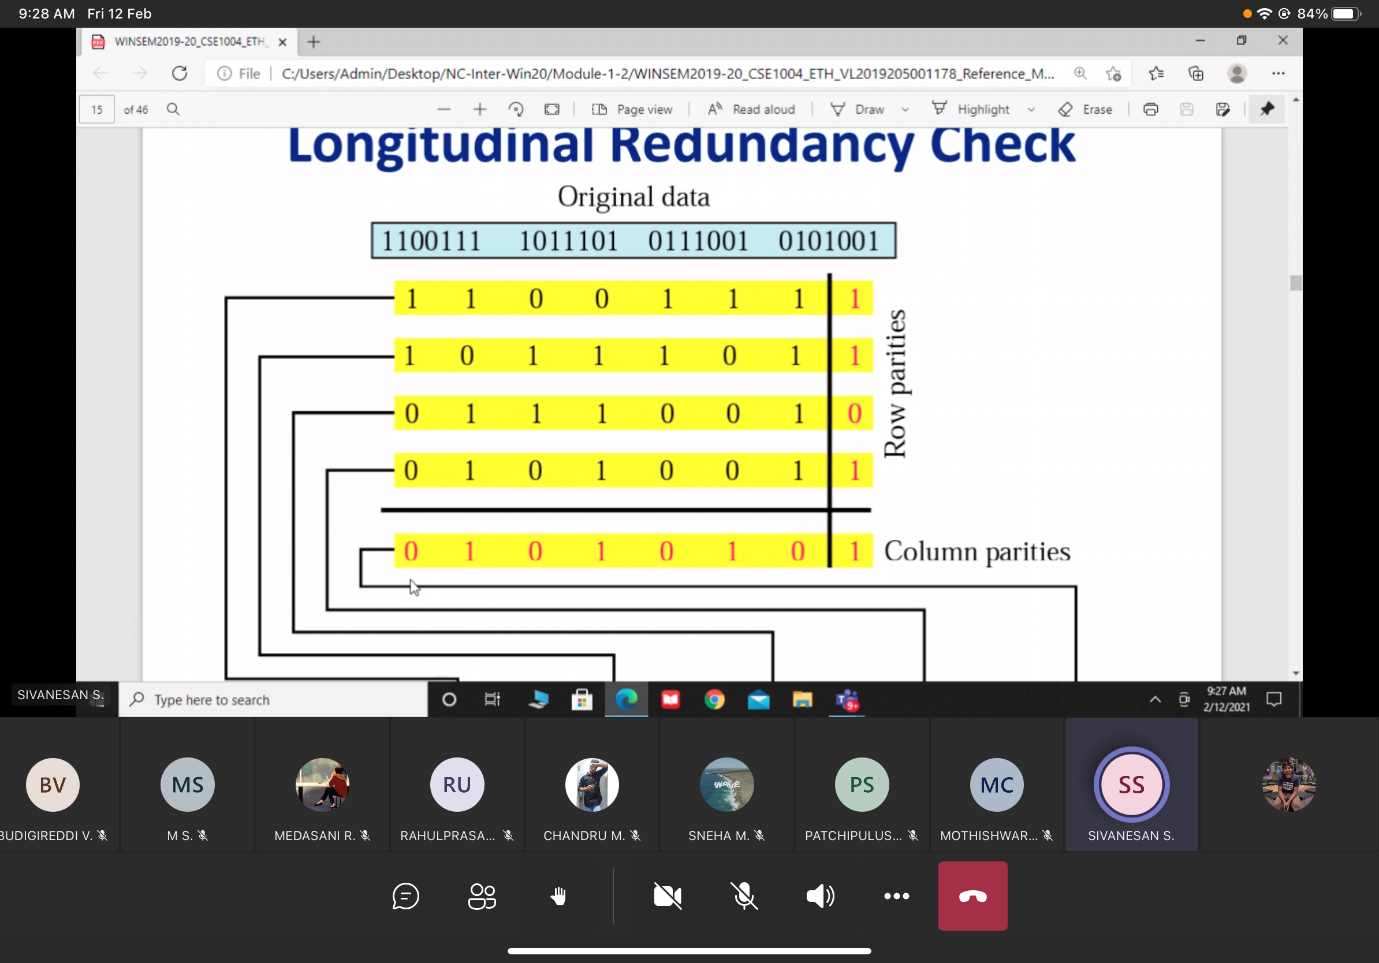 9:28 AM Fri 12 Feb 84%
WINSEM2019-20_CSE1004_ETH_
File C:/Users/Admin/Desktop/NC-Inter-Win20/Module-1-2/WINSEM2019-20_CSE1004_ETH_VL2019205001178_Reference_M...
15 of 46 Page view Read aloud Draw Highlight Erase
Longitudinal Redundancy Check
Original data
1100111 1011101 0111001 0101001
1 1 0 0 1 1 1 1
1 0 1 1 1 0 1 1
0 1 1 1 0 0 1 0
0 1 0 1 0 0 1 1
Row parities
0 1 0 1 0 1 0 1 Column parities
SIVANESAN S.
Type here to search
9+
9:27 AM
2/12/2021
BV MS RU WAVE PS MC SS
BUDIGIREDDI V. M S. MEDASANI R. RAHULPRASA... CHANDRU M. SNEHA M. PATCHIPULUS... MOTHISHWAR... SIVANESAN S.